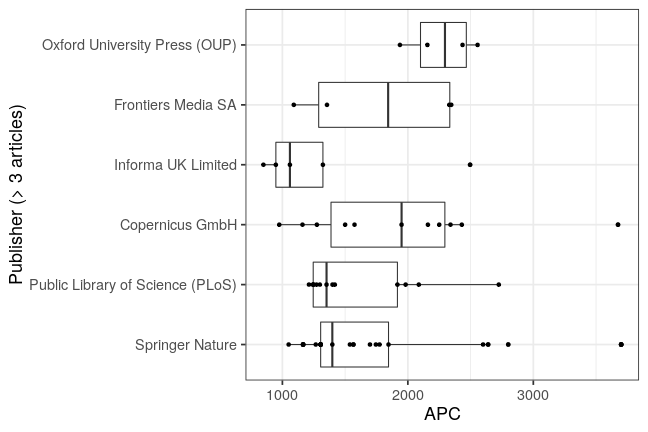 Oxford University Press (OUP)
Frontiers Media SA
Informa UK Limited
Copernicus GmbH
Public Library of Science (PLoS)
Springer Nature
Publisher (> 3 articles)
1000
2000
3000
APC